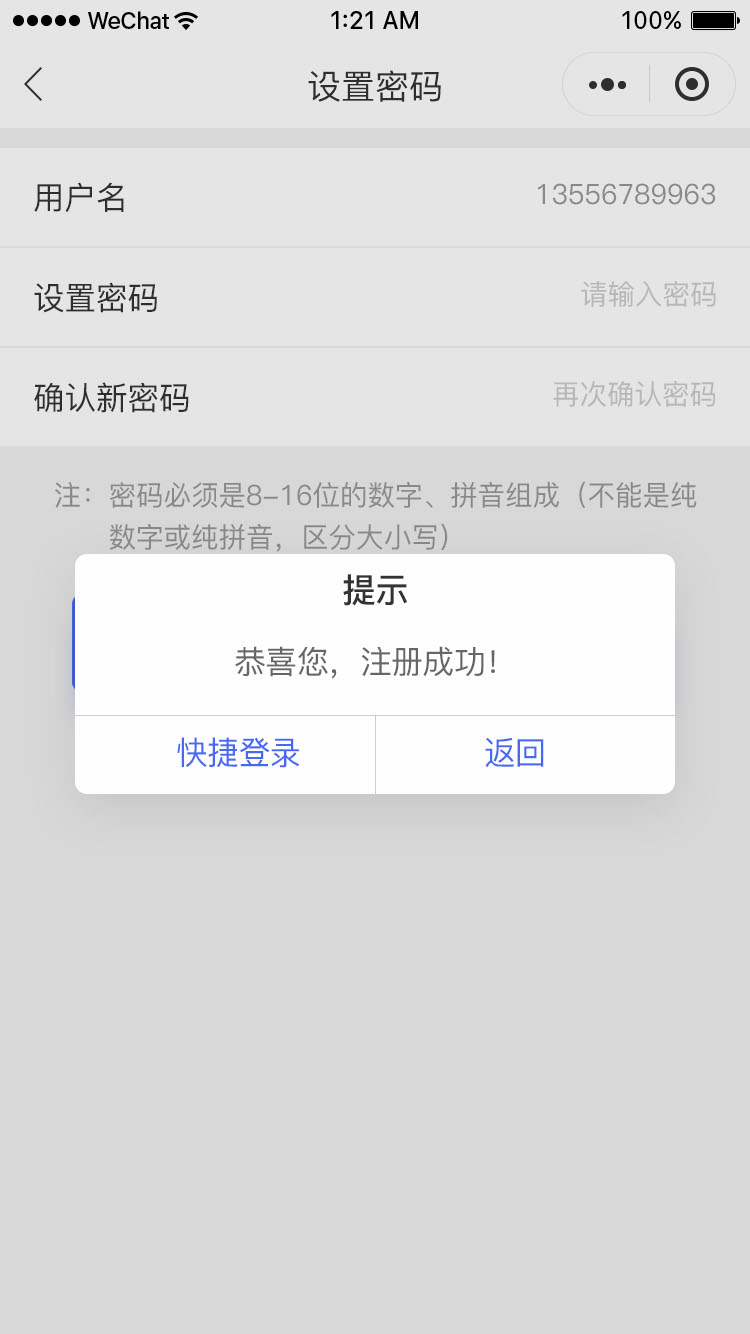 WeChat 1:21 AM 100%
设置密码
用户名 13556789963
设置密码 请输入密码
确认新密码 再次确认密码
注：密码必须是8-16位的数字、拼音组成（不能是纯
数字或纯拼音，区分大小写）
提示
恭喜您，注册成功！
快捷登录 返回